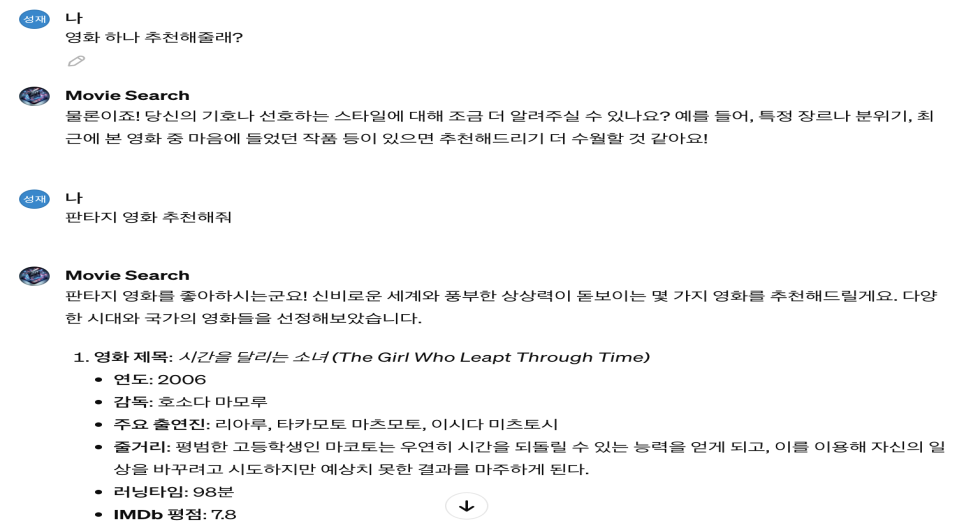 성재 나
영화 하나 추천해줄래?
Movie Search
물론이죠! 당신의 기호나 선호하는 스타일에 대해 조금 더 알려주실 수 있나요? 예를 들어, 특정 장르나 분위기, 최
근에 본 영화 중 마음에 들었던 작품 등이 있으면 추천해드리기 더 수월할 것 같아요!
성재 나
판타지 영화 추천해줘
Movie Search
판타지 영화를 좋아하시는군요! 신비로운 세계와 풍부한 상상력이 돋보이는 몇 가지 영화를 추천해드릴게요. 다양
한 시대와 국가의 영화들을 선정해보았습니다.
1. 영화 제목: 시간을 달리는 소녀 (The Girl Who Leapt Through Time)
• 연도: 2006
• 감독: 호소다 마모루
• 주요 출연진: 리아루, 타카모토 마츠모토, 이시다 미츠토시
• 줄거리: 평범한 고등학생인 마코토는 우연히 시간을 되돌릴 수 있는 능력을 얻게 되고, 이를 이용해 자신의 일
상을 바꾸려고 시도하지만 예상치 못한 결과를 마주하게 된다.
• 러닝타임: 98분
• IMDb 평점: 7.8